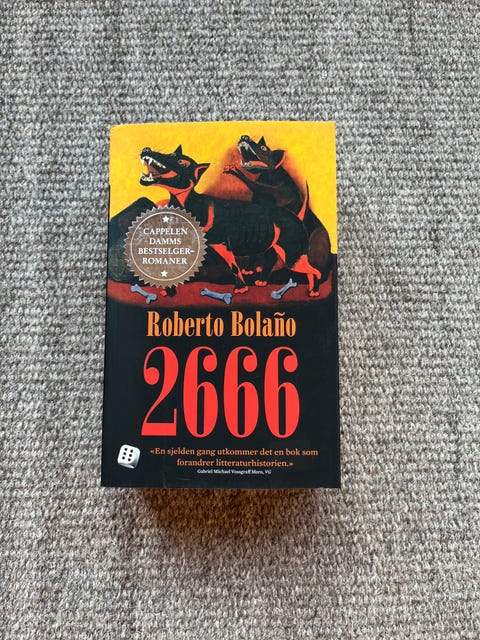 CAPPELEN
DAMMS
BESTSELGER-
ROMANER
Roberto Bolaño
2666
«En sjelden gang utkommer det en bok som
forandrer litteraturhistorien.»
Gabriel Michael Vosgraff Moro, VG